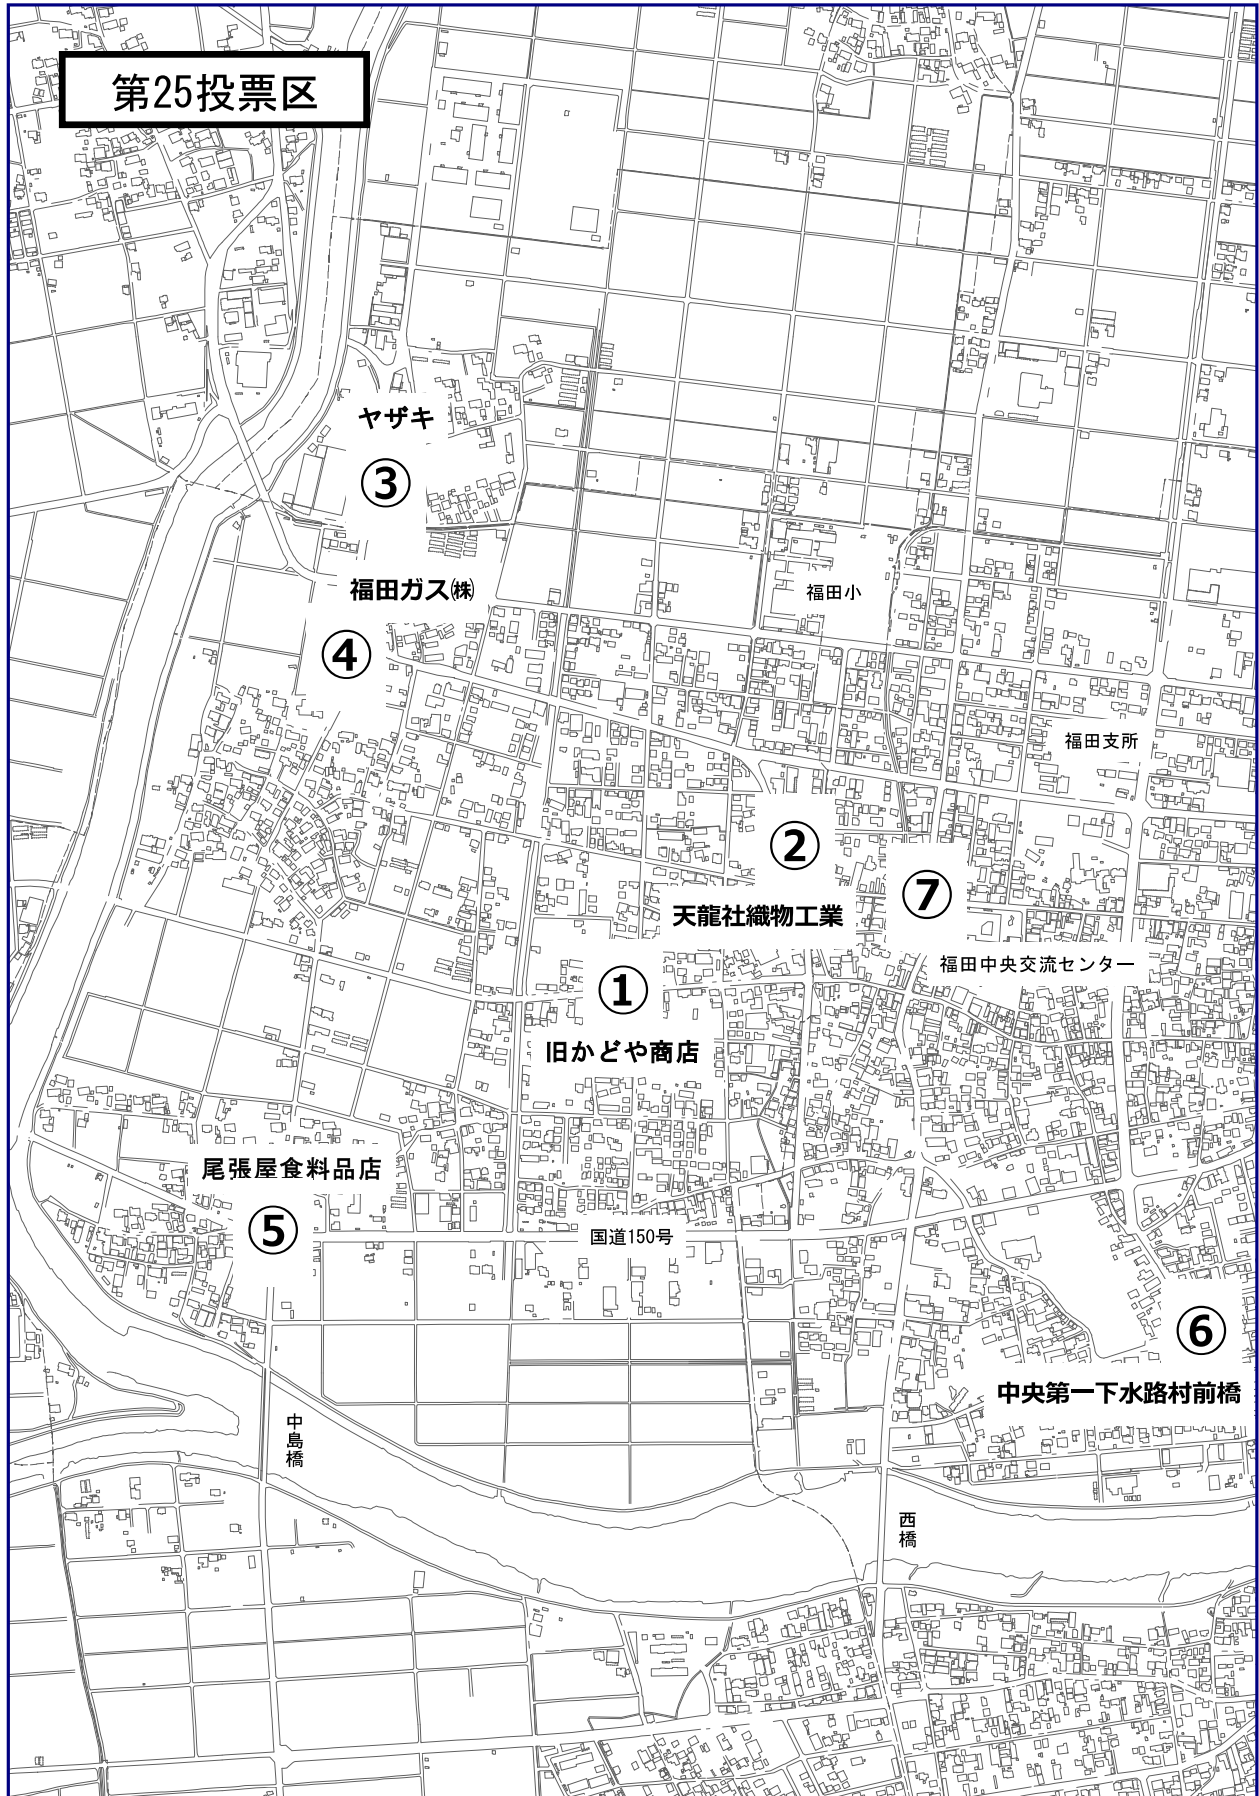 第25投票区
ヤザキ
③
福田ガス㈱
④
福田小
福田支所
②
天龍社織物工業
⑦
福田中央交流センター
①
旧かどや商店
尾張屋食料品店
⑤
国道150号
⑥
中央第一下水路村前橋
中島橋
西橋